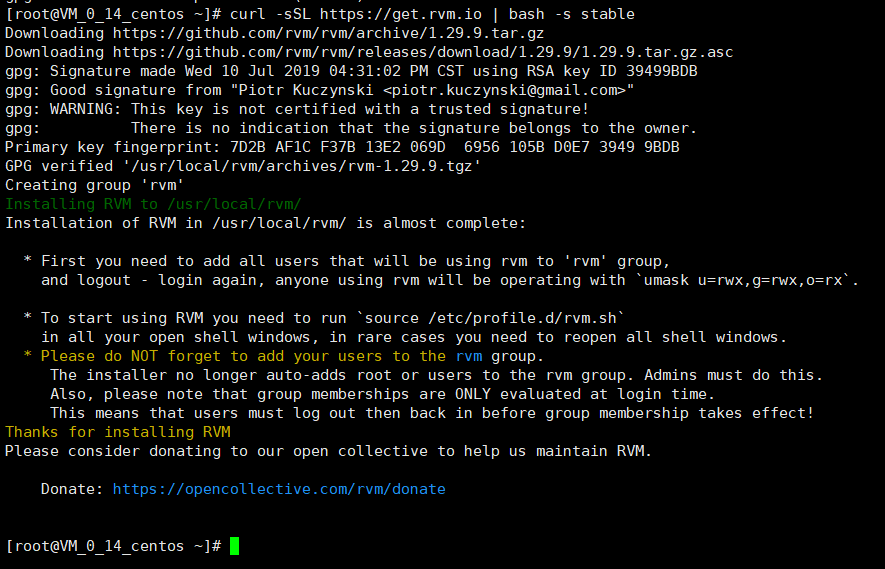 [root@VM_0_14_centos ~]# curl -sSL https://get.rvm.io | bash -s stable
Downloading https://github.com/rvm/rvm/archive/1.29.9.tar.gz
Downloading https://github.com/rvm/rvm/releases/download/1.29.9/1.29.9.tar.gz.asc
gpg: Signature made Wed 10 Jul 2019 04:31:02 PM CST using RSA key ID 39499BDB
gpg: Good signature from "Piotr Kuczynski <piotr.kuczynski@gmail.com>"
gpg: WARNING: This key is not certified with a trusted signature!
gpg:          There is no indication that the signature belongs to the owner.
Primary key fingerprint: 7D2B AF1C F37B 13E2 069D  6956 105B D0E7 3949 9BDB
GPG verified '/usr/local/rvm/archives/rvm-1.29.9.tgz'
Creating group 'rvm'
Installing RVM to /usr/local/rvm/
Installation of RVM in /usr/local/rvm/ is almost complete:
  * First you need to add all users that will be using rvm to 'rvm' group,
    and logout - login again, anyone using rvm will be operating with `umask u=rwx,g=rwx,o=rx`.
  * To start using RVM you need to run `source /etc/profile.d/rvm.sh`
    in all your open shell windows, in rare cases you need to reopen all shell windows.
  * Please do NOT forget to add your users to the rvm group.
     The installer no longer auto-adds root or users to the rvm group. Admins must do this.
     Also, please note that group memberships are ONLY evaluated at login time.
     This means that users must log out then back in before group membership takes effect!
Thanks for installing RVM
Please consider donating to our open collective to help us maintain RVM.
    Donate: https://opencollective.com/rvm/donate
[root@VM_0_14_centos ~]#